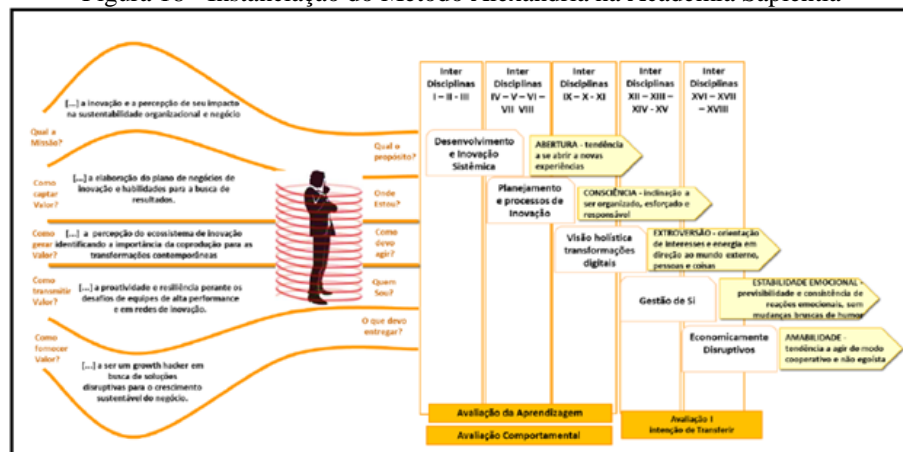 Figura 18 - Instanciação do Método Alexandria na Academia Sapientia
[...] a inovação e a percepção de seu impacto
na sustentabilidade organizacional e negócio
Qual a
Missão?
Qual o
propósito?
[...] a elaboração do plano de negócios de
inovação e habilidades para a busca de
resultados.
Como
captar
Valor?
Onde
Estou?
[...] a percepção do ecossistema de inovação
identificando a importância da coprodução para as
transformações contemporâneas
Como
gerar
Valor?
Como
devo
agir?
[...] a proatividade e resiliência perante os
desafios de equipes de alta performance
e em redes de inovação.
Como
transmitir
Valor?
Quem
Sou?
O que devo
entregar?
Como
fornecer
Valor?
[...] a ser um growth hacker em
busca de soluções
disruptivas para o crescimento
sustentável do negócio.
Inter
Disciplinas
I – II - III
Inter
Disciplinas
IV – V – VI –
VII VIII
Inter
Disciplinas
IX – X - XI
Inter
Disciplinas
XII – XIII –
XIV - XV
Inter
Disciplinas
XVI – XVII
– XVIII
Desenvolvimento
e Inovação
Sistêmica
ABERTURA - tendência
a se abrir a novas
experiências
Planejamento
e processos de
Inovação
CONSCIÊNCIA - inclinação a
ser organizado, esforçado e
responsável
Visão holística
transformações
digitais
EXTROVERSÃO - orientação
de interesses e energia em
direção ao mundo externo,
pessoas e coisas
Gestão de Si
ESTABILIDADE EMOCIONAL -
previsibilidade e consistência de
reações emocionais, sem
mudanças bruscas de humor
Economicamente
Disruptivos
AMABILIDADE -
tendência a agir de modo
cooperativo e não egoísta
Avaliação da Aprendizagem
Avaliação Comportamental
Avaliação I
Intenção de Transferir